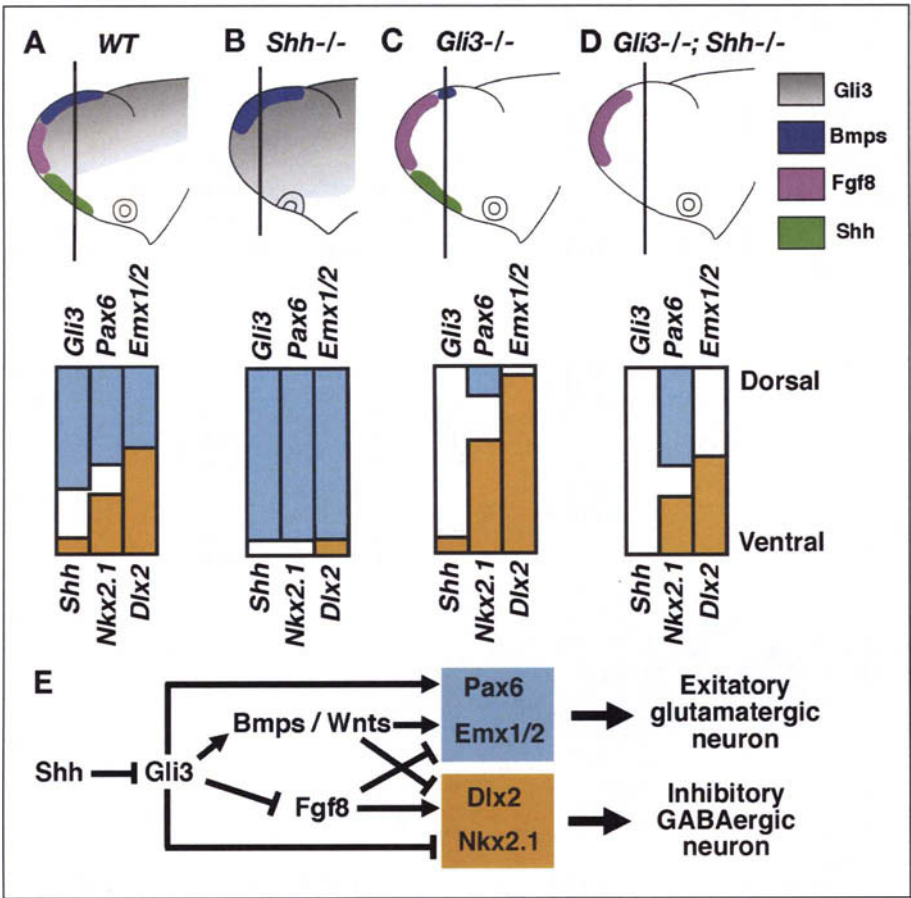 A WT
B Shh-/-
C Gli3-/-
D Gli3-/-; Shh-/-
Gli3
Bmps
Fgf8
Shh
Gli3 Pax6 Emx1/2
Gli3 Pax6 Emx1/2
Gli3 Pax6 Emx1/2
Gli3 Pax6 Emx1/2
Dorsal
Ventral
Shh Nkx2.1 Dlx2
Shh Nkx2.1 Dlx2
Shh Nkx2.1 Dlx2
Shh Nkx2.1 Dlx2
E
Shh
Gli3
Bmps / Wnts
Fgf8
Pax6
Emx1/2
Dlx2
Nkx2.1
Exitatory
glutamatergic
neuron
Inhibitory
GABAergic
neuron